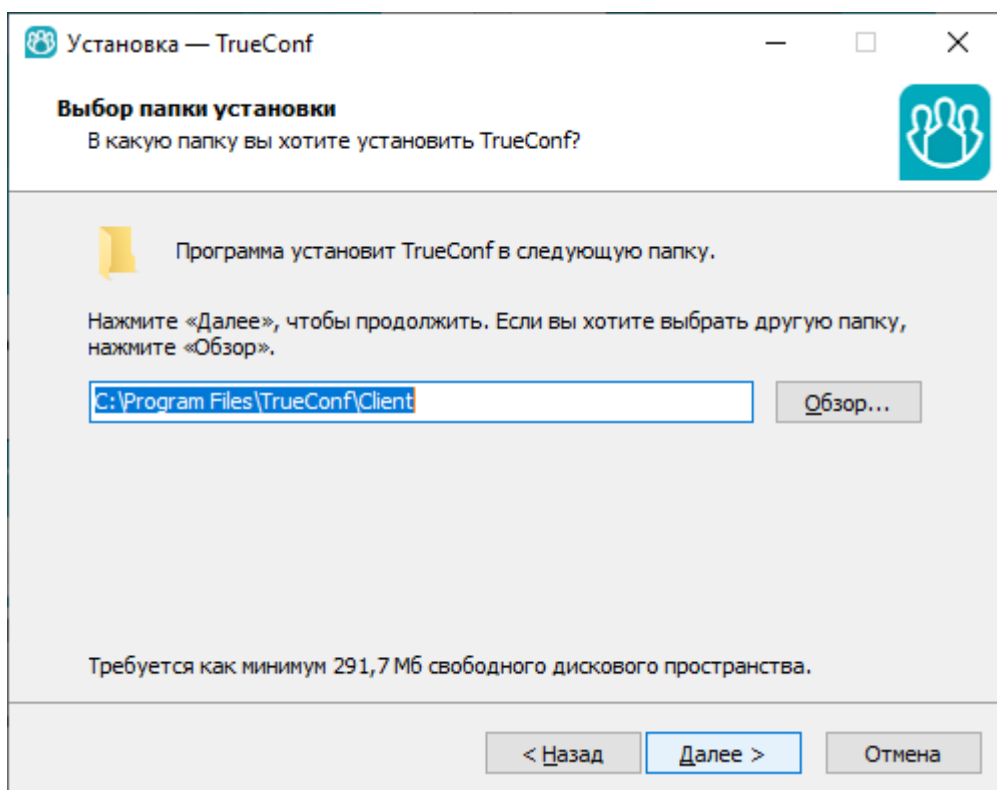 Установка — TrueConf
Выбор папки установки
В какую папку вы хотите установить TrueConf?
Программа установит TrueConf в следующую папку.
Нажмите «Далее», чтобы продолжить. Если вы хотите выбрать другую папку,
нажмите «Обзор».
C:\Program Files\TrueConf\Client
Обзор...
Требуется как минимум 291,7 Мб свободного дискового пространства.
< Назад
Далее >
Отмена